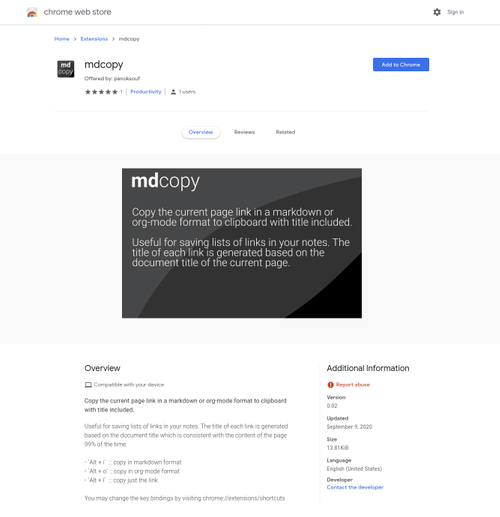 chrome web store
Sign in
Home > Extensions > mdcopy
md
copy
mdcopy
Add to Chrome
Offered by: panoksouf
1 | Productivity | 1 users
Overview
Reviews
Related
mdcopy
Copy the current page link in a markdown or
org-mode format to clipboard with title included.
Useful for saving lists of links in your notes. The
title of each link is generated based on the
document title of the current page.
Overview
Compatible with your device
Copy the current page link in a markdown or org-mode format to clipboard
with title included.
Useful for saving lists of links in your notes. The title of each link is generated
based on the document title which is consistent with the content of the page
99% of the time.
- `Alt + i` :: copy in markdown format
- `Alt + o` :: copy in org-mode format
- `Alt + c` :: copy just the link
You may change the key bindings by visiting chrome://extensions/shortcuts
Additional Information
Report abuse
Version
0.02
Updated
September 9, 2020
Size
13.81KiB
Language
English (United States)
Developer
Contact the developer